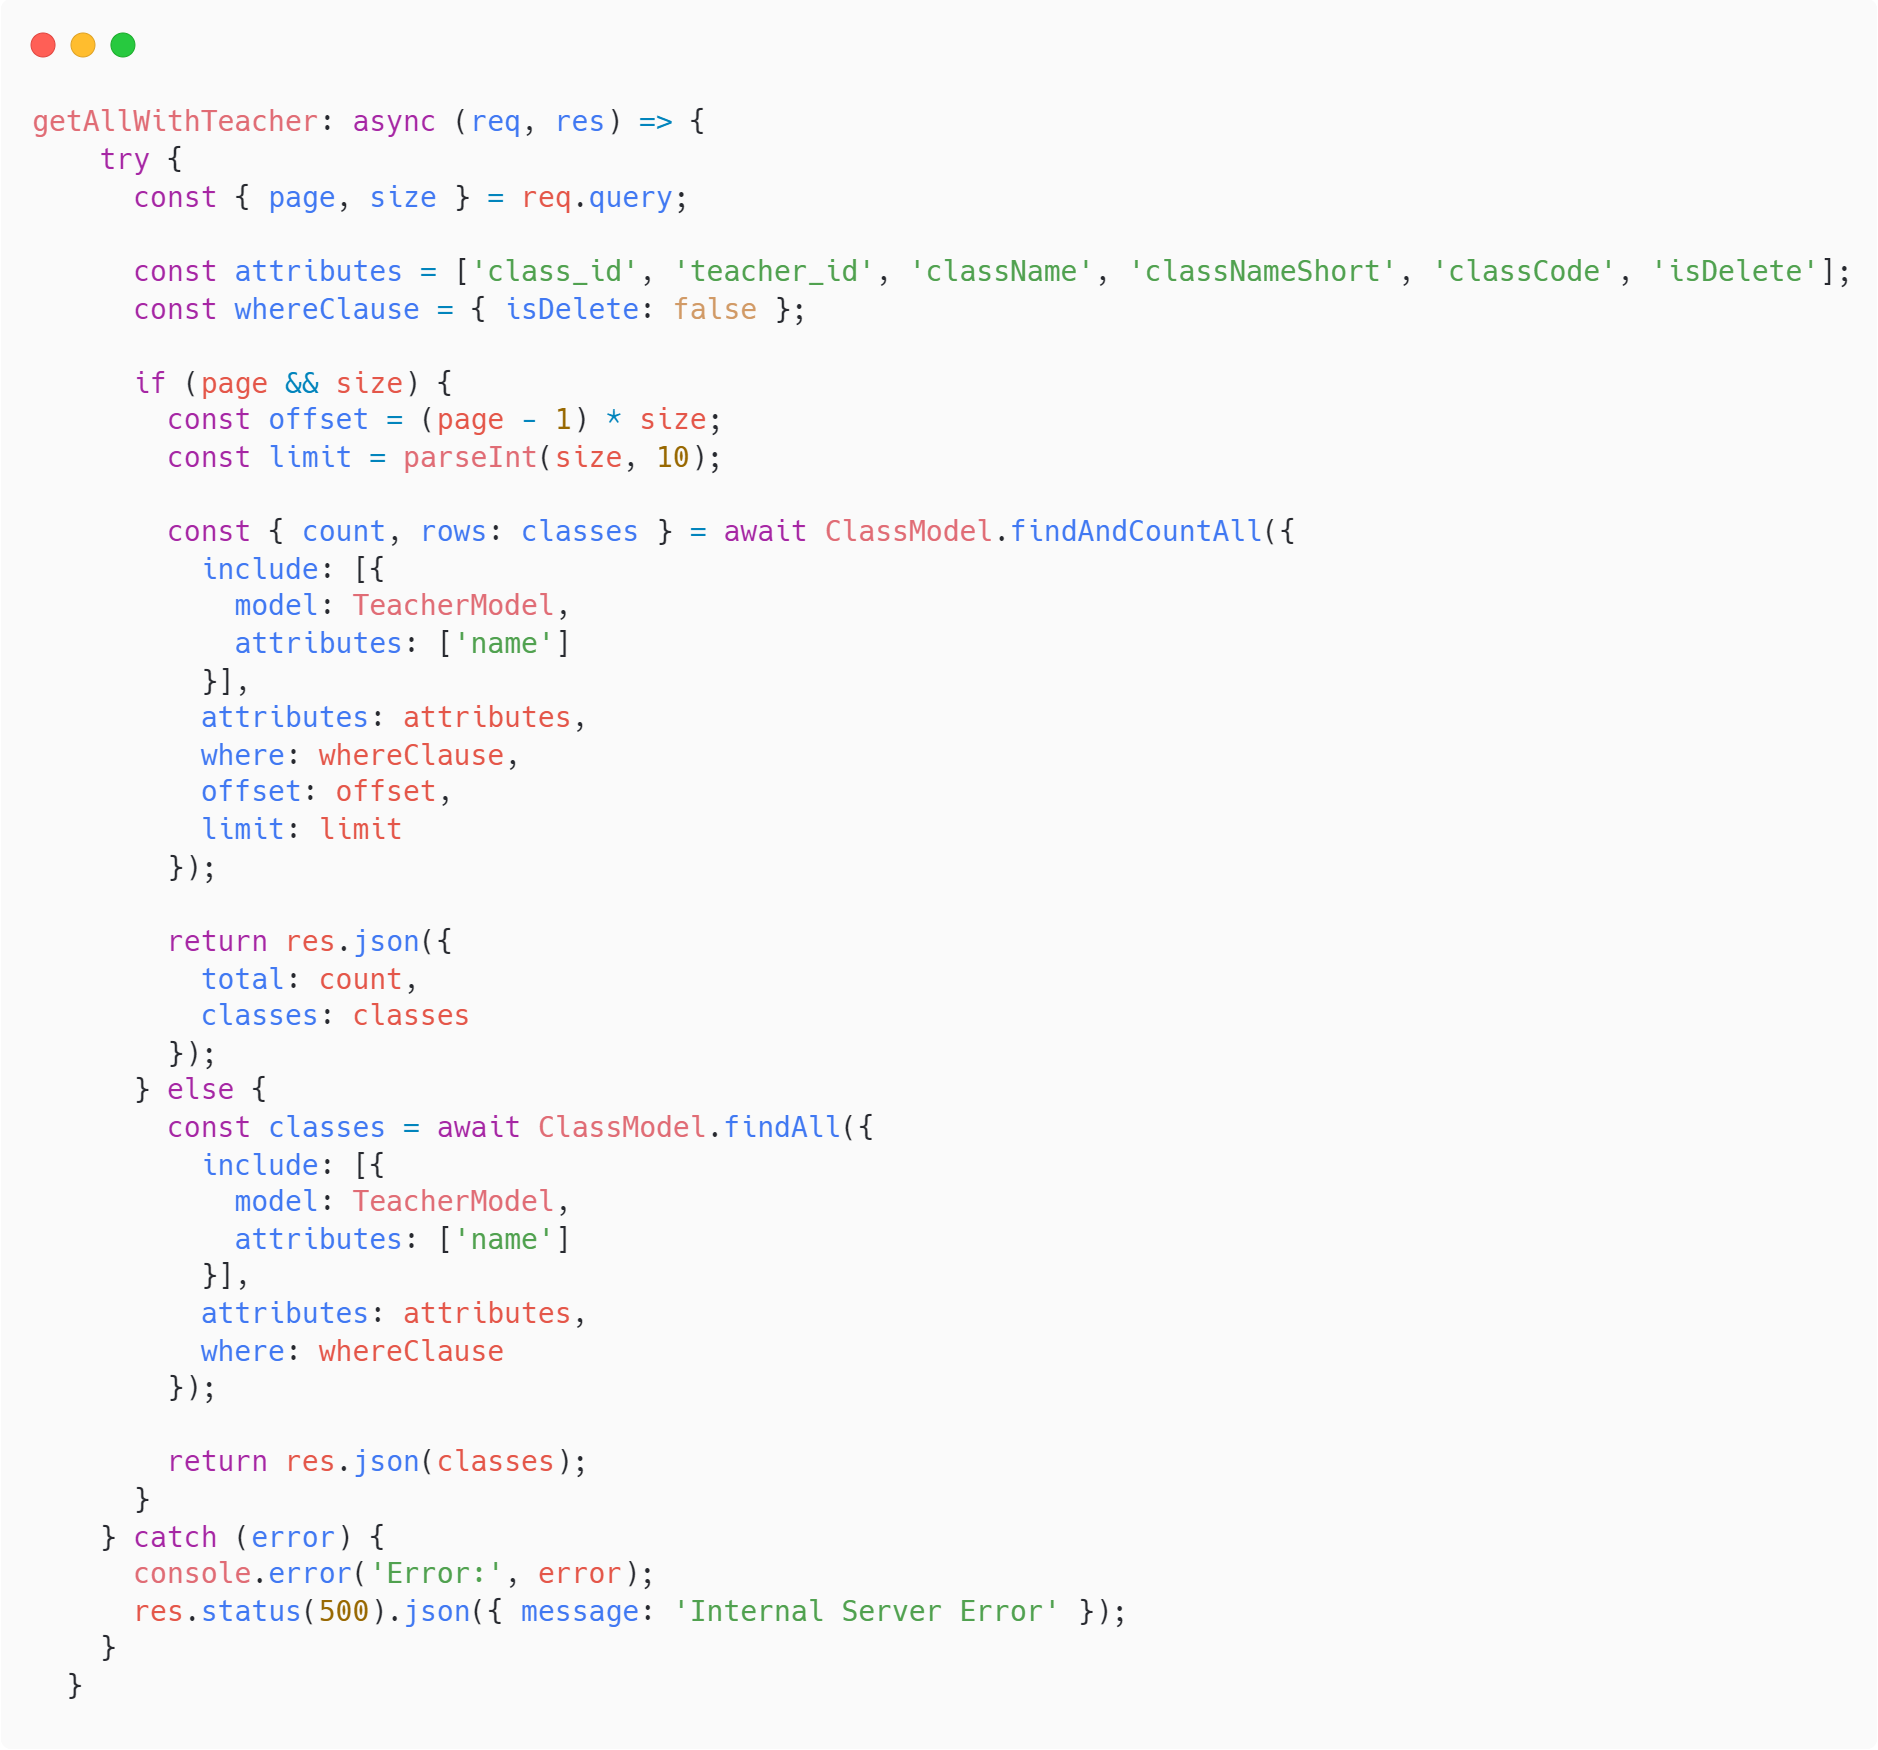 getAllWithTeacher: async (req, res) => {
    try {
      const { page, size } = req.query;

      const attributes = ['class_id', 'teacher_id', 'className', 'classNameShort', 'classCode', 'isDelete'];
      const whereClause = { isDelete: false };

      if (page && size) {
        const offset = (page - 1) * size;
        const limit = parseInt(size, 10);

        const { count, rows: classes } = await ClassModel.findAndCountAll({
          include: [{
            model: TeacherModel,
            attributes: ['name']
          }],
          attributes: attributes,
          where: whereClause,
          offset: offset,
          limit: limit
        });

        return res.json({
          total: count,
          classes: classes
        });
      } else {
        const classes = await ClassModel.findAll({
          include: [{
            model: TeacherModel,
            attributes: ['name']
          }],
          attributes: attributes,
          where: whereClause
        });

        return res.json(classes);
      }
    } catch (error) {
      console.error('Error:', error);
      res.status(500).json({ message: 'Internal Server Error' });
    }
  }